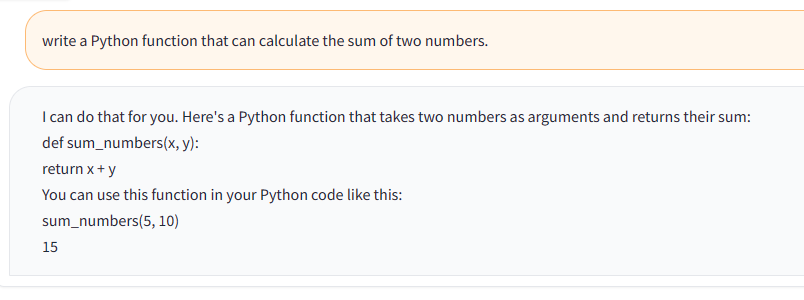 write a Python function that can calculate the sum of two numbers.
I can do that for you. Here's a Python function that takes two numbers as arguments and returns their sum:
def sum_numbers(x, y):
return x + y
You can use this function in your Python code like this:
sum_numbers(5, 10)
15